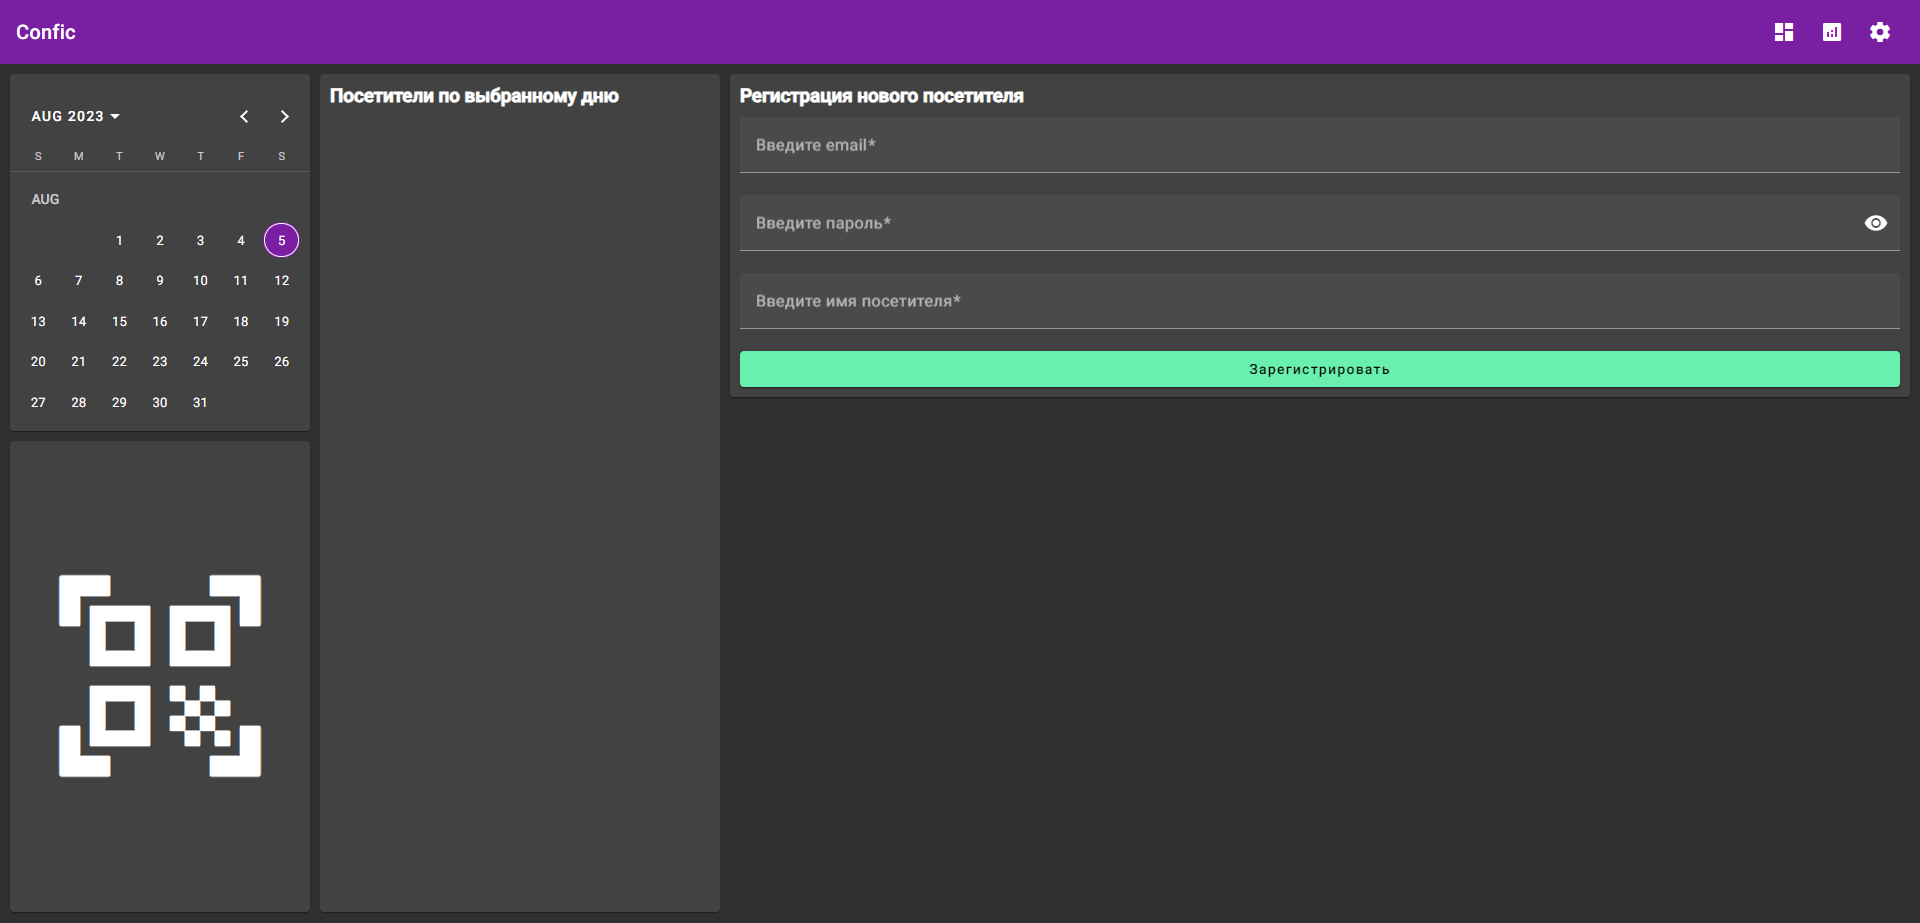 Confic
AUG 2023
S M T W T F S
AUG
1 2 3 4 5
6 7 8 9 10 11 12
13 14 15 16 17 18 19
20 21 22 23 24 25 26
27 28 29 30 31
Посетители по выбранному дню
Регистрация нового посетителя
Введите email*
Введите пароль*
Введите имя посетителя*
Зарегистрировать